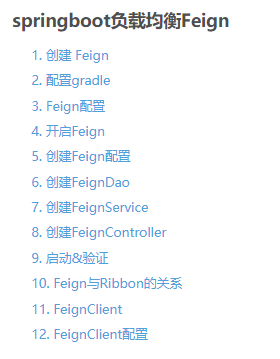 springboot负载均衡Feign
1. 创建 Feign
2. 配置gradle
3. Feign配置
4. 开启Feign
5. 创建Feign配置
6. 创建FeignDao
7. 创建FeignService
8. 创建FeignController
9. 启动&验证
10. Feign与Ribbon的关系
11. FeignClient
12. FeignClient配置